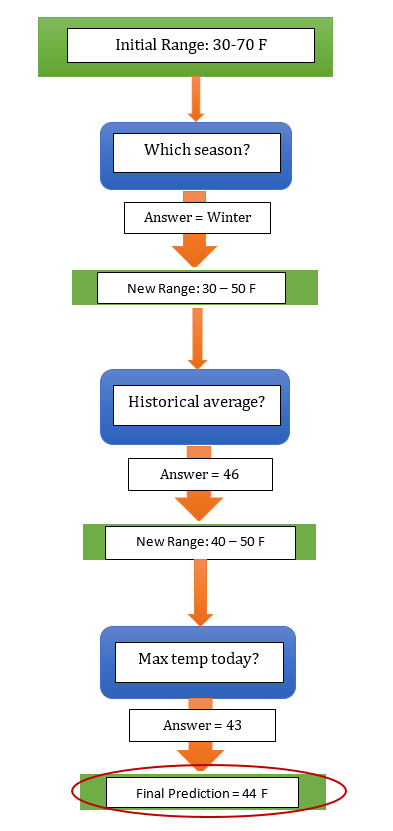 Initial Range: 30-70 F
Which season?
Answer = Winter
New Range: 30 – 50 F
Historical average?
Answer = 46
New Range: 40 – 50 F
Max temp today?
Answer = 43
Final Prediction = 44 F